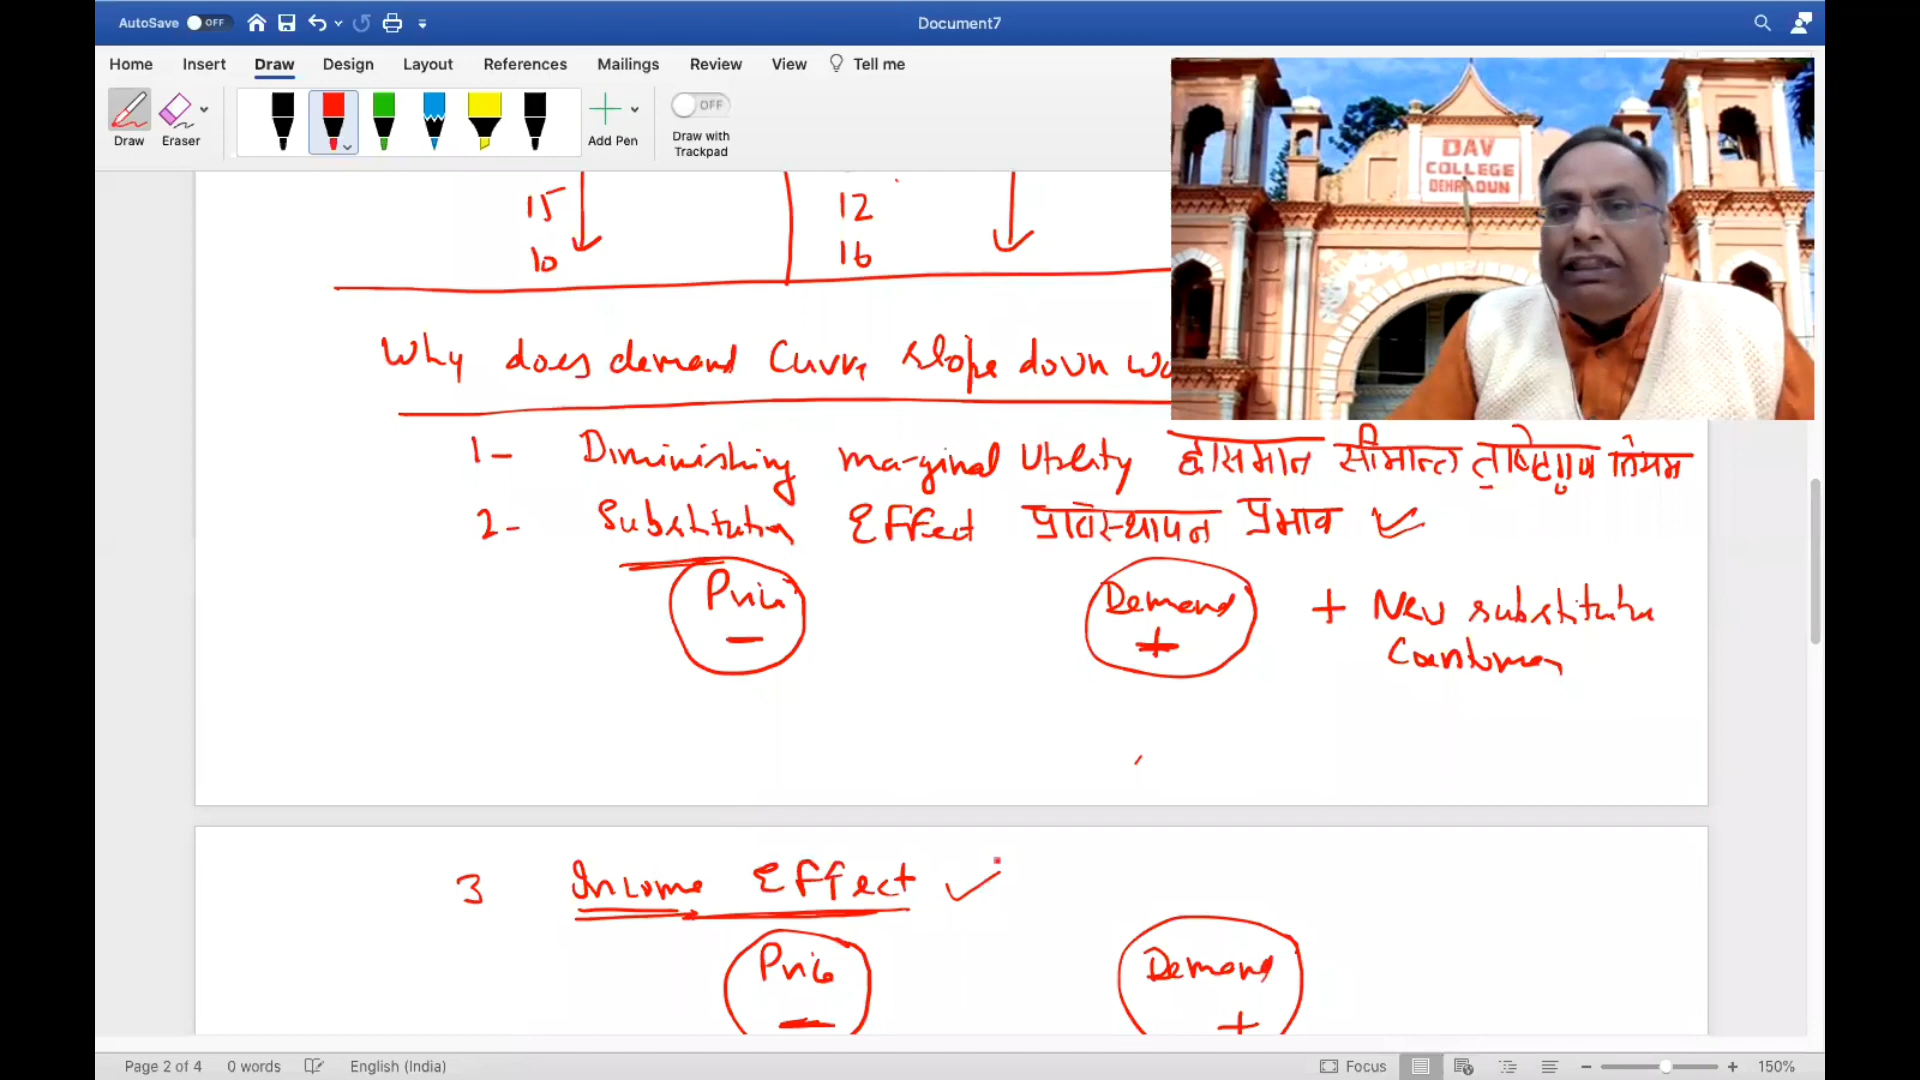 AutoSave OFF Document7
Home Insert Draw Design Layout References Mailings Review View Tell me
Draw Eraser Add Pen OFF Draw with Trackpad
DAV
COLLEGE
DEHRADUN
15 12
10 16
Why does demand Curve slope down
1- Diminishing marginal Utility ह्रासमान सीमान्त तुष्टिगुण नियम
2- Substitution Effect प्रतिस्थापन प्रभाव ✓
Price Demand + New substitution
- +
3 Income Effect ✓
Price Demand
- +
Page 2 of 4 0 words English (India) Focus 150%